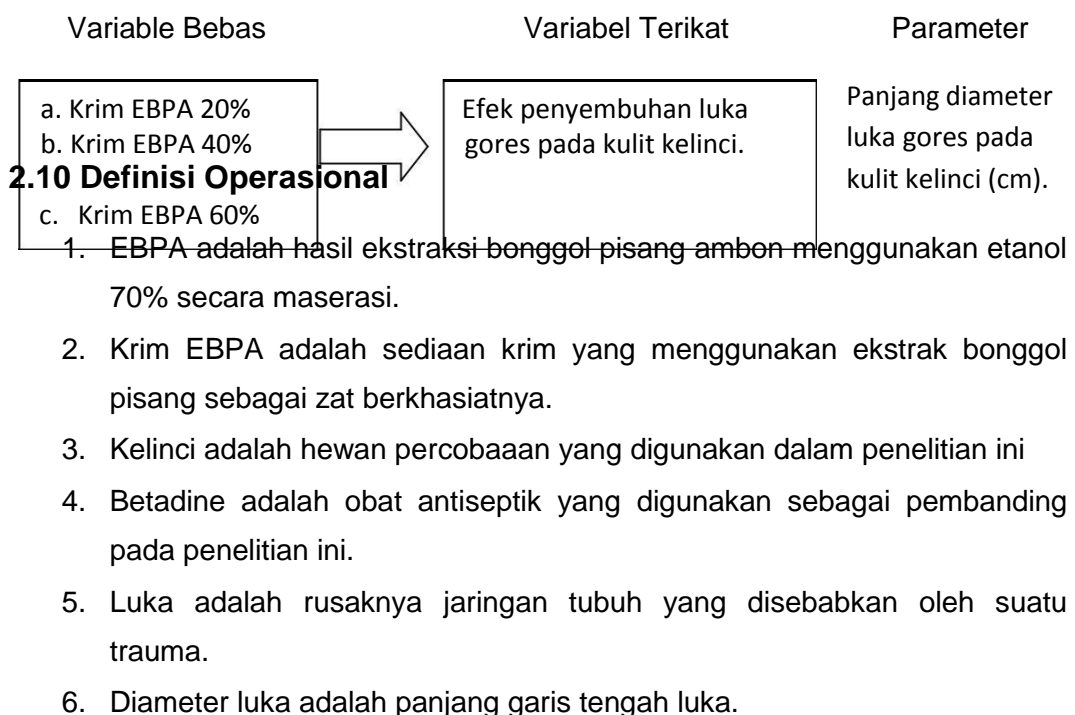 Variable Bebas
Variabel Terikat
Parameter
a. Krim EBPA 20%
b. Krim EBPA 40%
c. Krim EBPA 60%
Efek penyembuhan luka
gores pada kulit kelinci.
Panjang diameter
luka gores pada
kulit kelinci (cm).
2.10 Definisi Operasional
1. EBPA adalah hasil ekstraksi bonggol pisang ambon menggunakan etanol
70% secara maserasi.
2. Krim EBPA adalah sediaan krim yang menggunakan ekstrak bonggol
pisang sebagai zat berkhasiatnya.
3. Kelinci adalah hewan percobaaan yang digunakan dalam penelitian ini
4. Betadine adalah obat antiseptik yang digunakan sebagai pembanding
pada penelitian ini.
5. Luka adalah rusaknya jaringan tubuh yang disebabkan oleh suatu
trauma.
6. Diameter luka adalah panjang garis tengah luka.